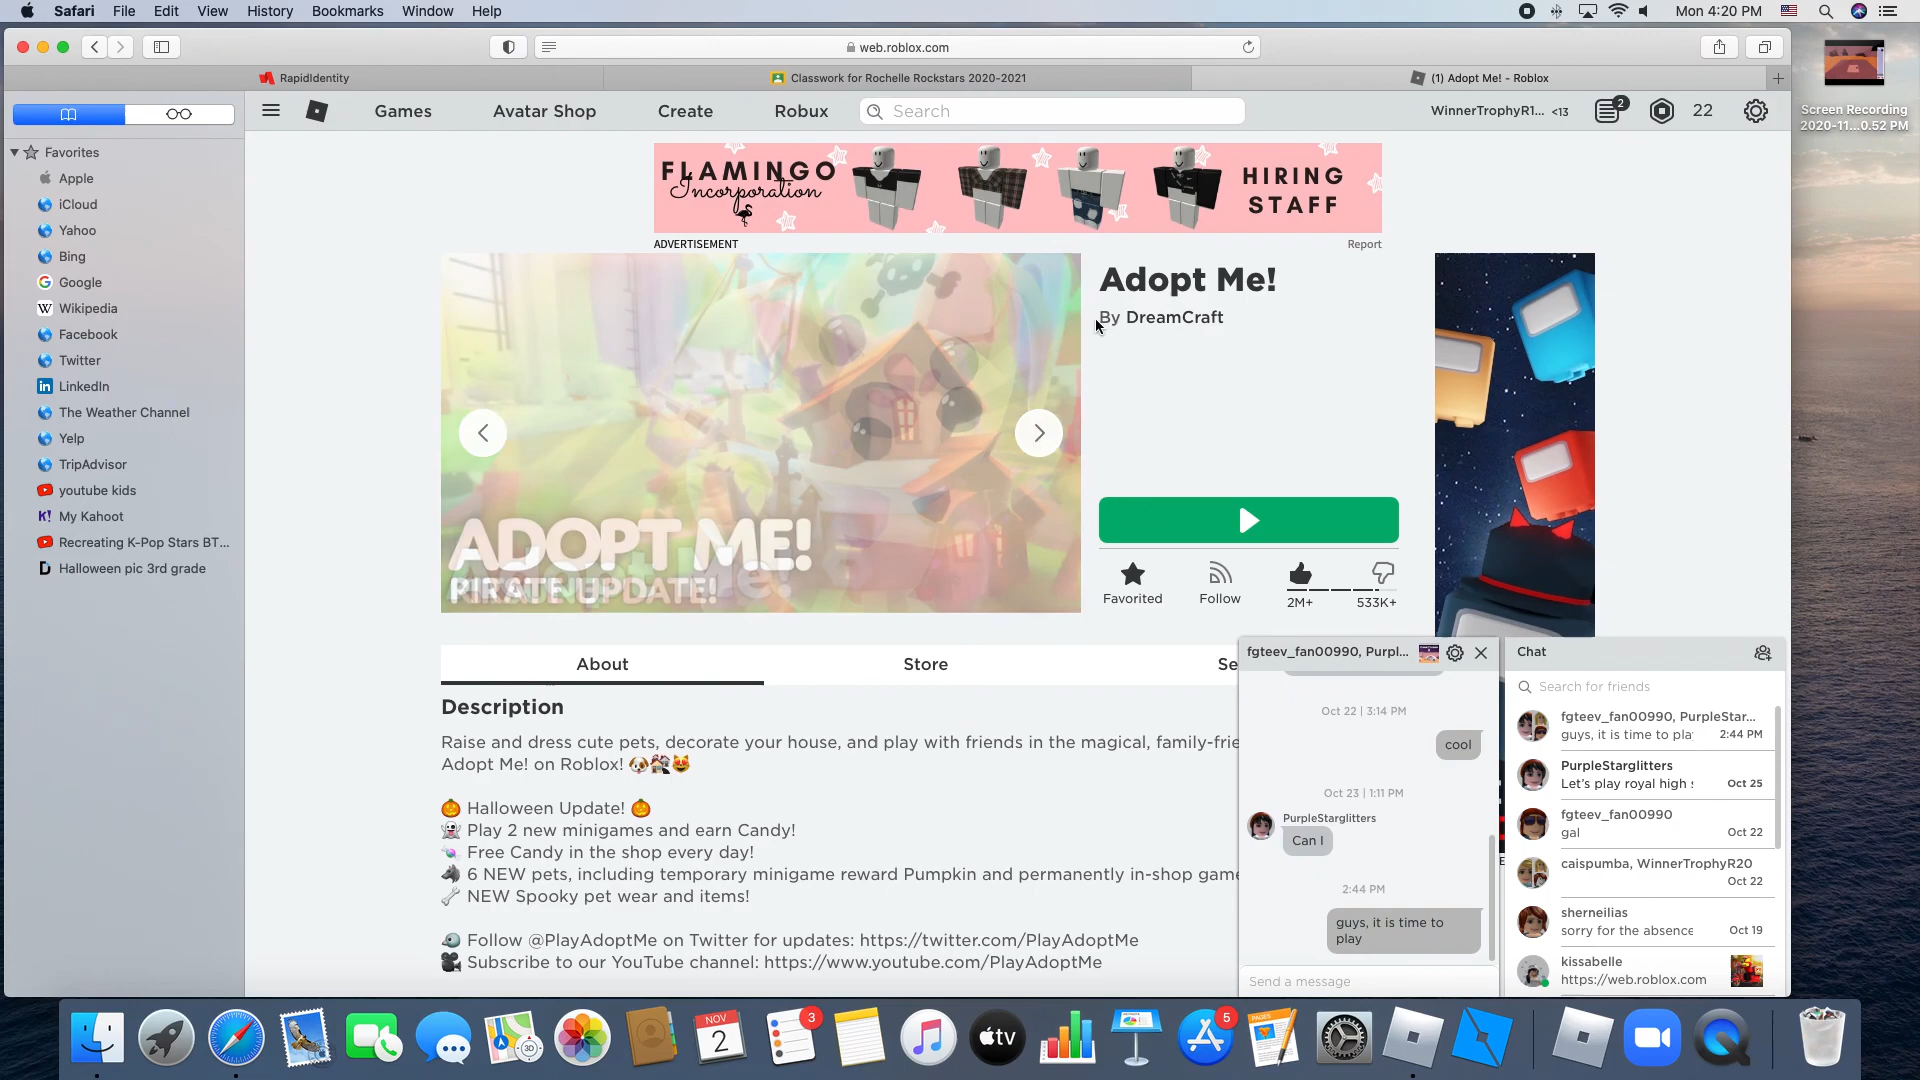 Safari File Edit View History Bookmarks Window Help Mon 4:20 PM
web.roblox.com
RapidIdentity Classwork for Rochelle Rockstars 2020-2021 (1) Adopt Me! - Roblox
Screen Recording
2020-11...0.52 PM
Games Avatar Shop Create Robux Search WinnerTrophyR1... <13 2 22
Favorites
Apple
iCloud
Yahoo
Bing
Google
Wikipedia
Facebook
Twitter
LinkedIn
The Weather Channel
Yelp
TripAdvisor
youtube kids
My Kahoot
Recreating K-Pop Stars BT...
Halloween pic 3rd grade
FLAMINGO
Incorporation
HIRING
STAFF
ADVERTISEMENT Report
ADOPT ME!
PIRATE UPDATE!
Adopt Me!
By DreamCraft
Favorited Follow 2M+ 533K+
About Store Se
Description
Raise and dress cute pets, decorate your house, and play with friends in the magical, family-frie
Adopt Me! on Roblox! 🐶🏘️😻
🎃 Halloween Update! 🎃
👻 Play 2 new minigames and earn Candy!
🍬 Free Candy in the shop every day!
🐺 6 NEW pets, including temporary minigame reward Pumpkin and permanently in-shop game
🦴 NEW Spooky pet wear and items!
Follow @PlayAdoptMe on Twitter for updates: https://twitter.com/PlayAdoptMe
🎥 Subscribe to our YouTube channel: https://www.youtube.com/PlayAdoptMe
fgteev_fan00990, Purpl...
Oct 22 | 3:14 PM
cool
Oct 23 | 1:11 PM
PurpleStarglitters
Can I
2:44 PM
guys, it is time to
play
Send a message
Chat
Search for friends
fgteev_fan00990, PurpleStar...
guys, it is time to pla 2:44 PM
PurpleStarglitters
Let's play royal high Oct 25
fgteev_fan00990
gal Oct 22
caispumba, WinnerTrophyR20
Oct 22
sherneilias
sorry for the absence Oct 19
kissabelle
https://web.roblox.com
NOV
2
3
tv
5
PAGES